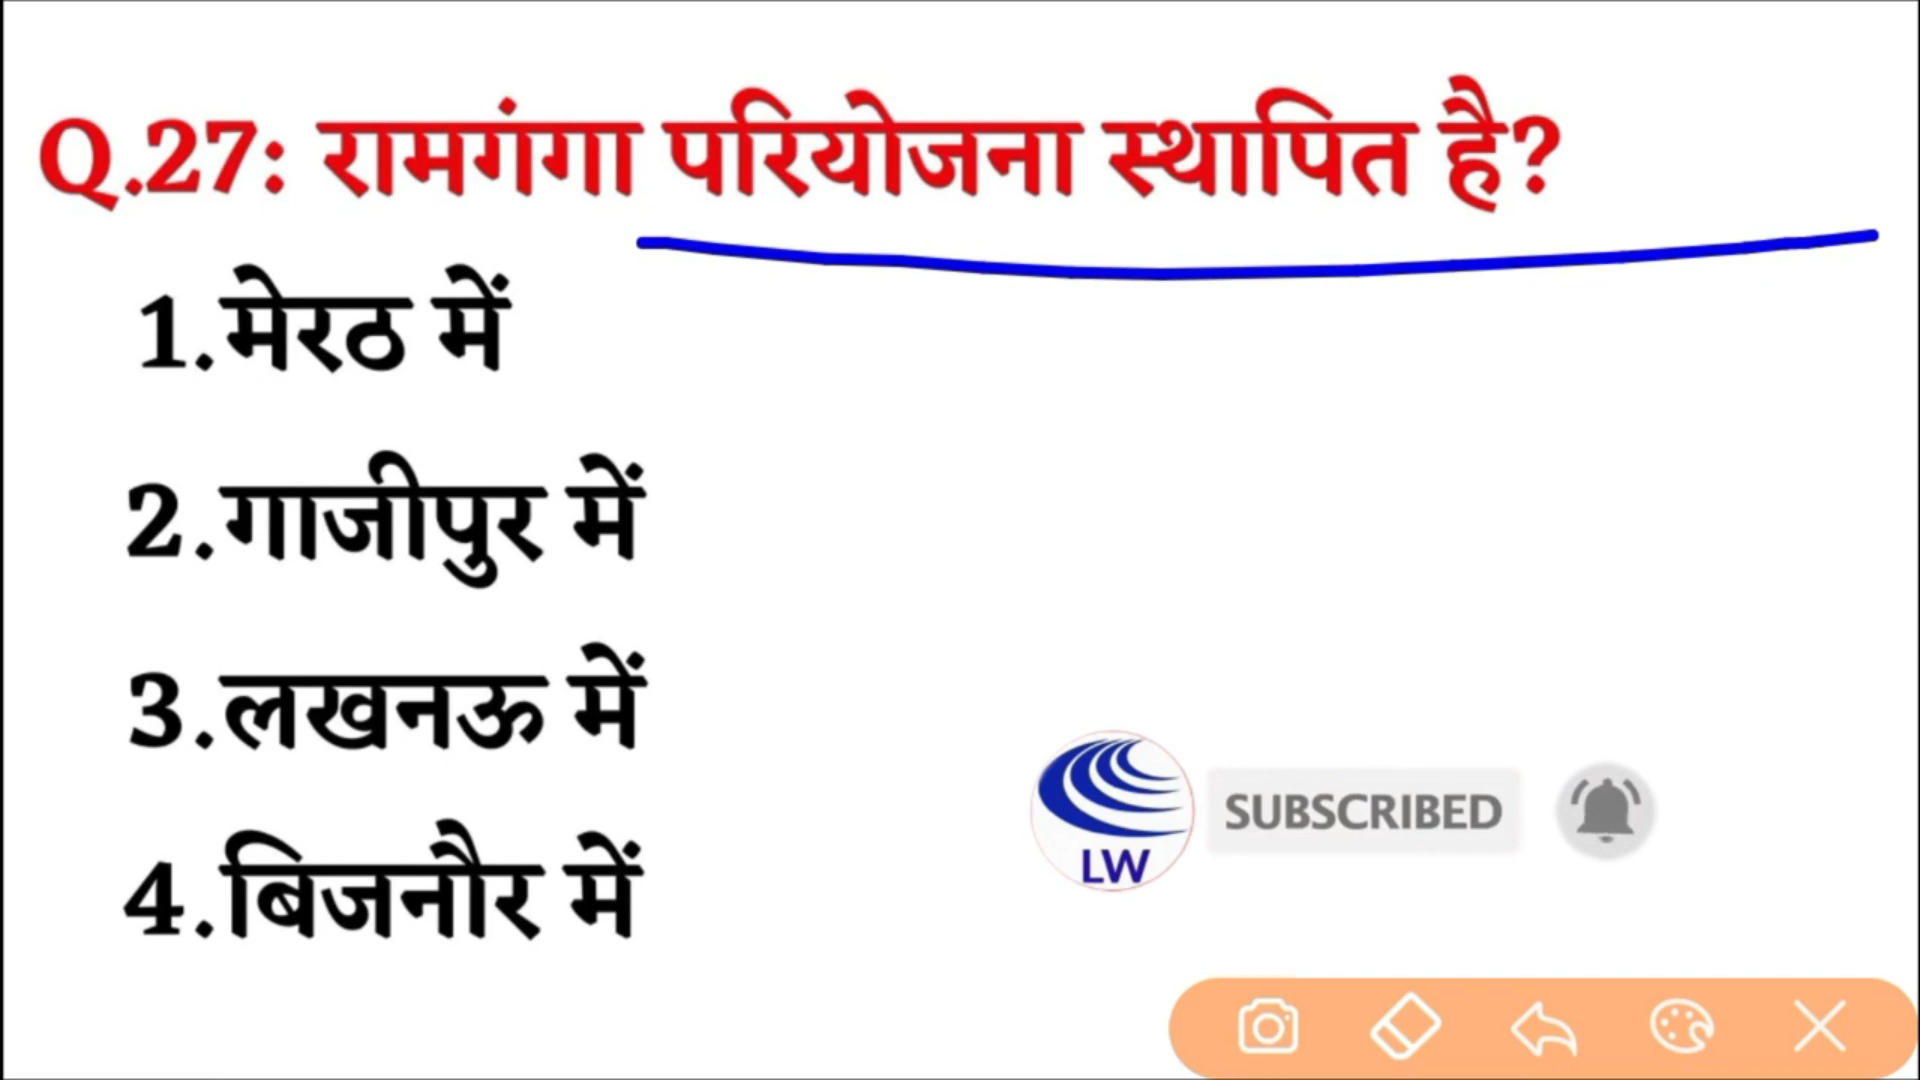 Q.27: रामगंगा परियोजना स्थापित है?
1.मेरठ में
2.गाजीपुर में
3.लखनऊ में
4.बिजनौर में
LW
SUBSCRIBED